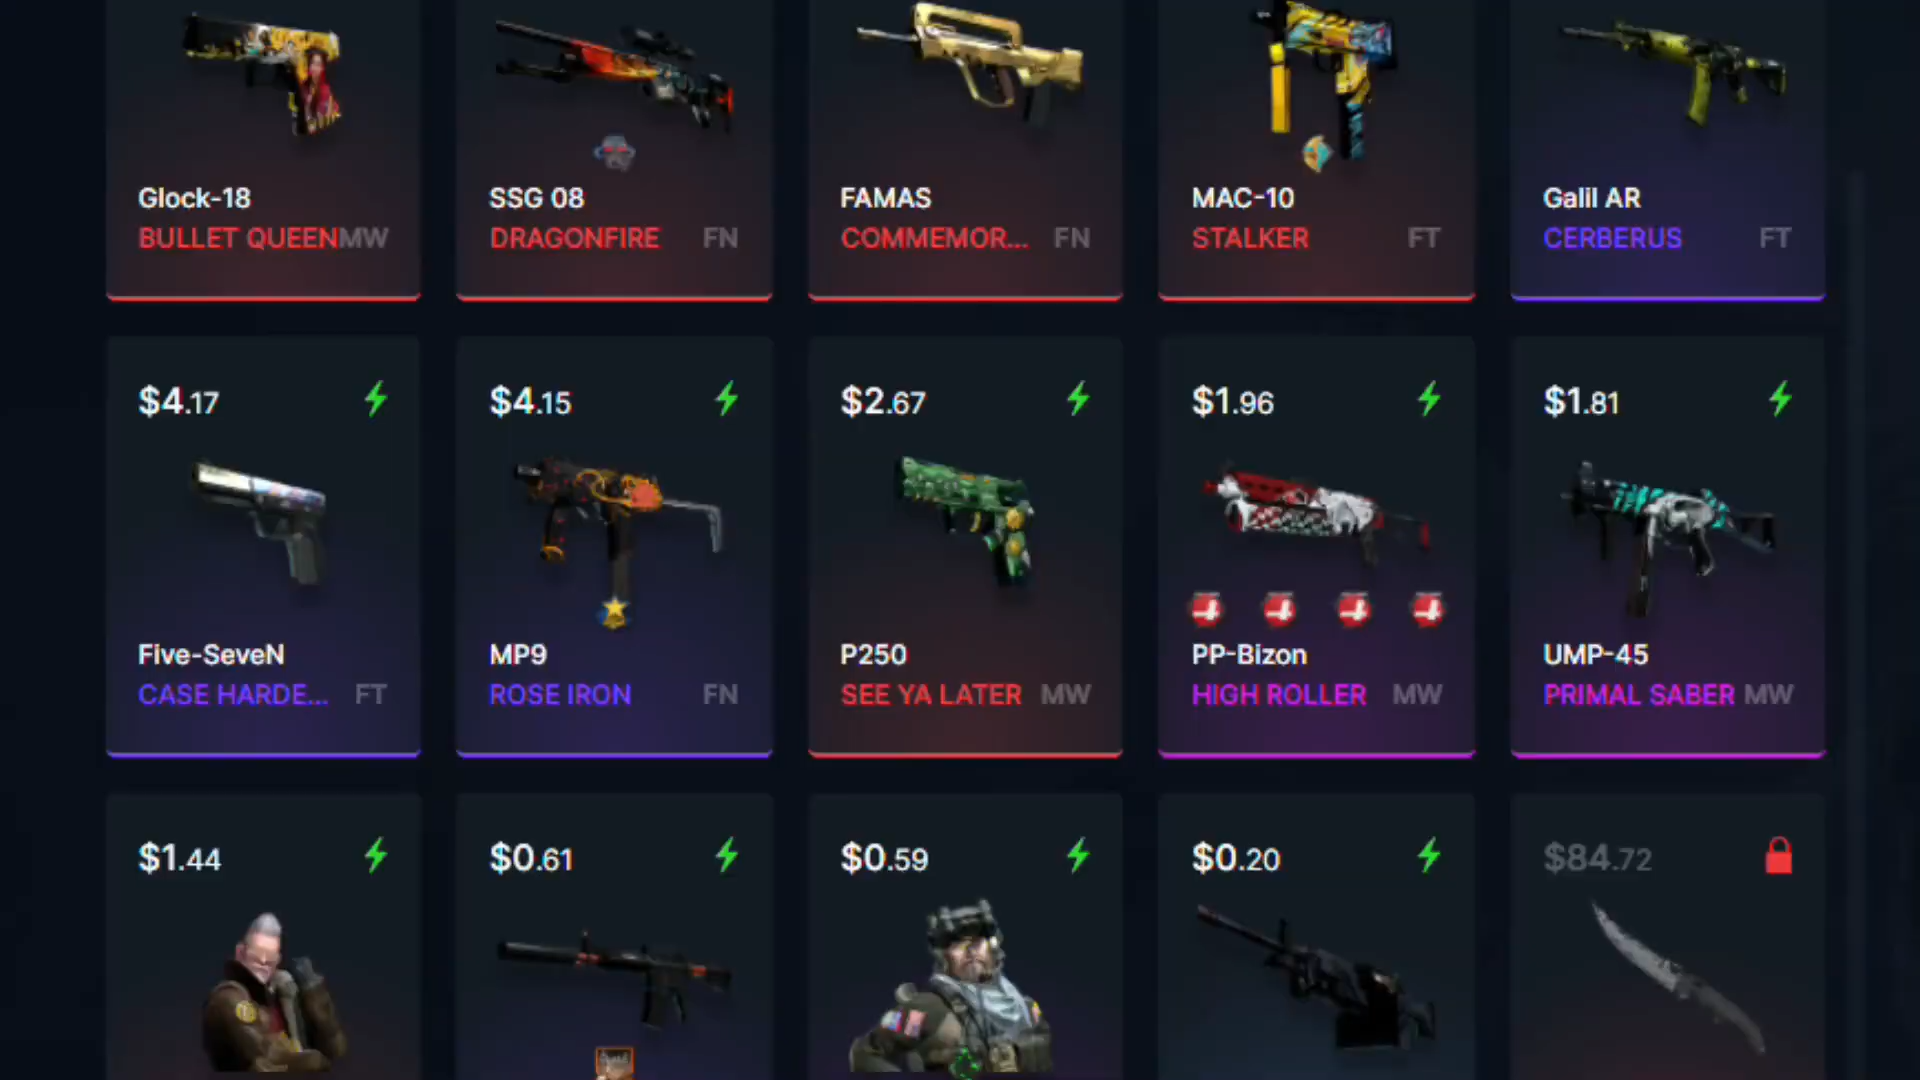 Glock-18
BULLET QUEEN MW
SSG 08
DRAGONFIRE FN
FAMAS
COMMEMOR... FN
MAC-10
STALKER FT
Galil AR
CERBERUS FT
$4.17
Five-SeveN
CASE HARDE... FT
$4.15
MP9
ROSE IRON FN
$2.67
P250
SEE YA LATER MW
$1.96
PP-Bizon
HIGH ROLLER MW
$1.81
UMP-45
PRIMAL SABER MW
$1.44
$0.61
$0.59
$0.20
$84.72